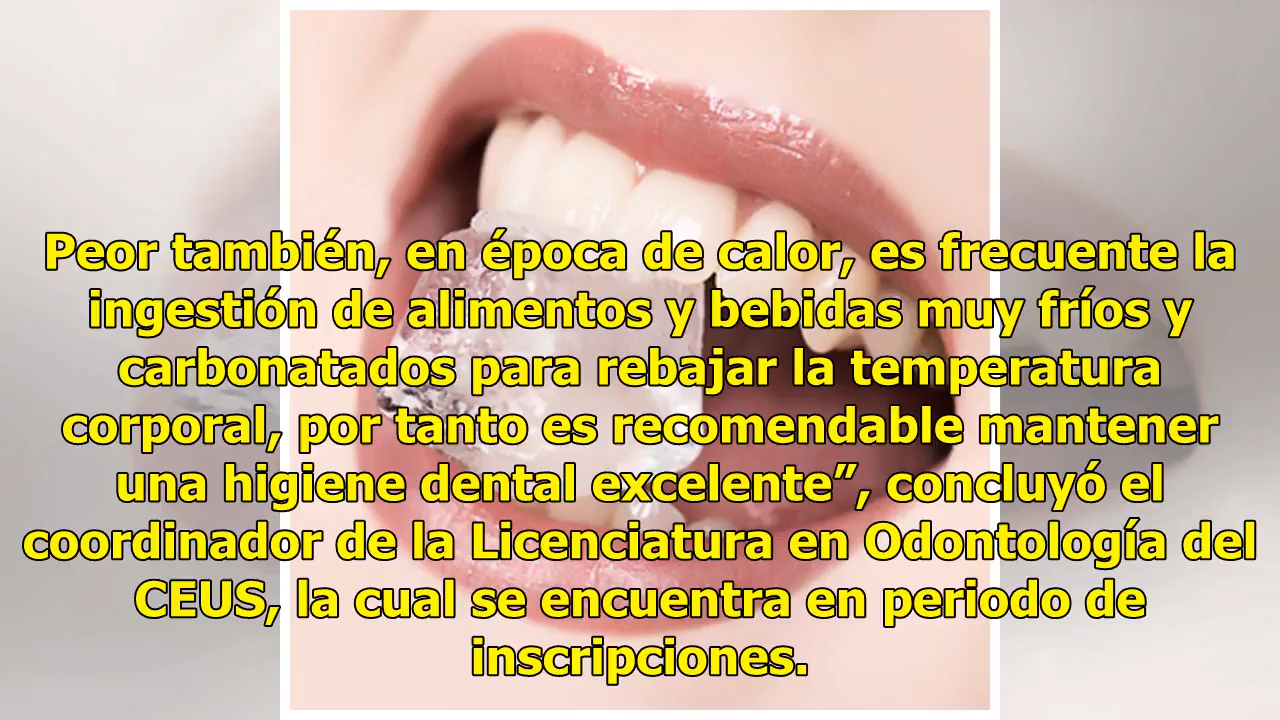 Peor también, en época de calor, es frecuente la
ingestión de alimentos y bebidas muy fríos y
carbonatados para rebajar la temperatura
corporal, por tanto es recomendable mantener
una higiene dental excelente”, concluyó el
coordinador de la Licenciatura en Odontología del
CEUS, la cual se encuentra en periodo de
inscripciones.